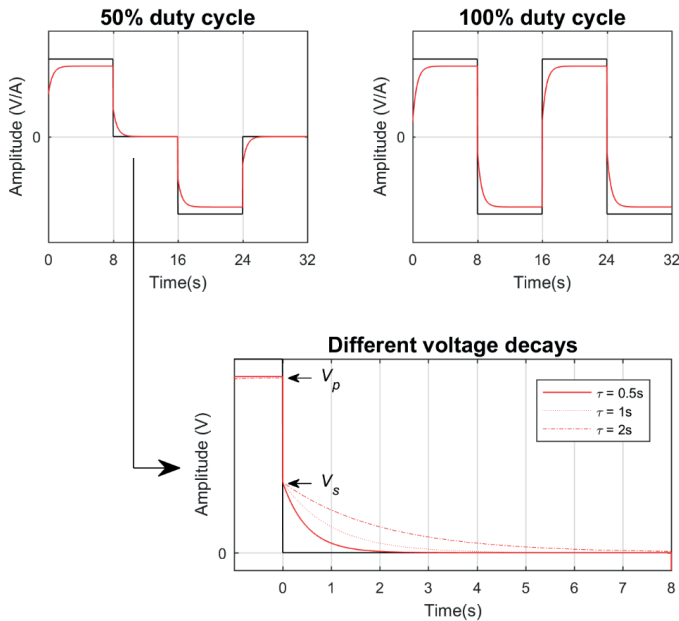 50% duty cycle
Amplitude (V/A)
0
0 8 16 24 32
Time(s)
100% duty cycle
Amplitude (V/A)
0
0 8 16 24 32
Time(s)
Different voltage decays
Amplitude (V)
0
Vp
Vs
τ = 0.5s
τ = 1s
τ = 2s
0 1 2 3 4 5 6 7 8
Time(s)